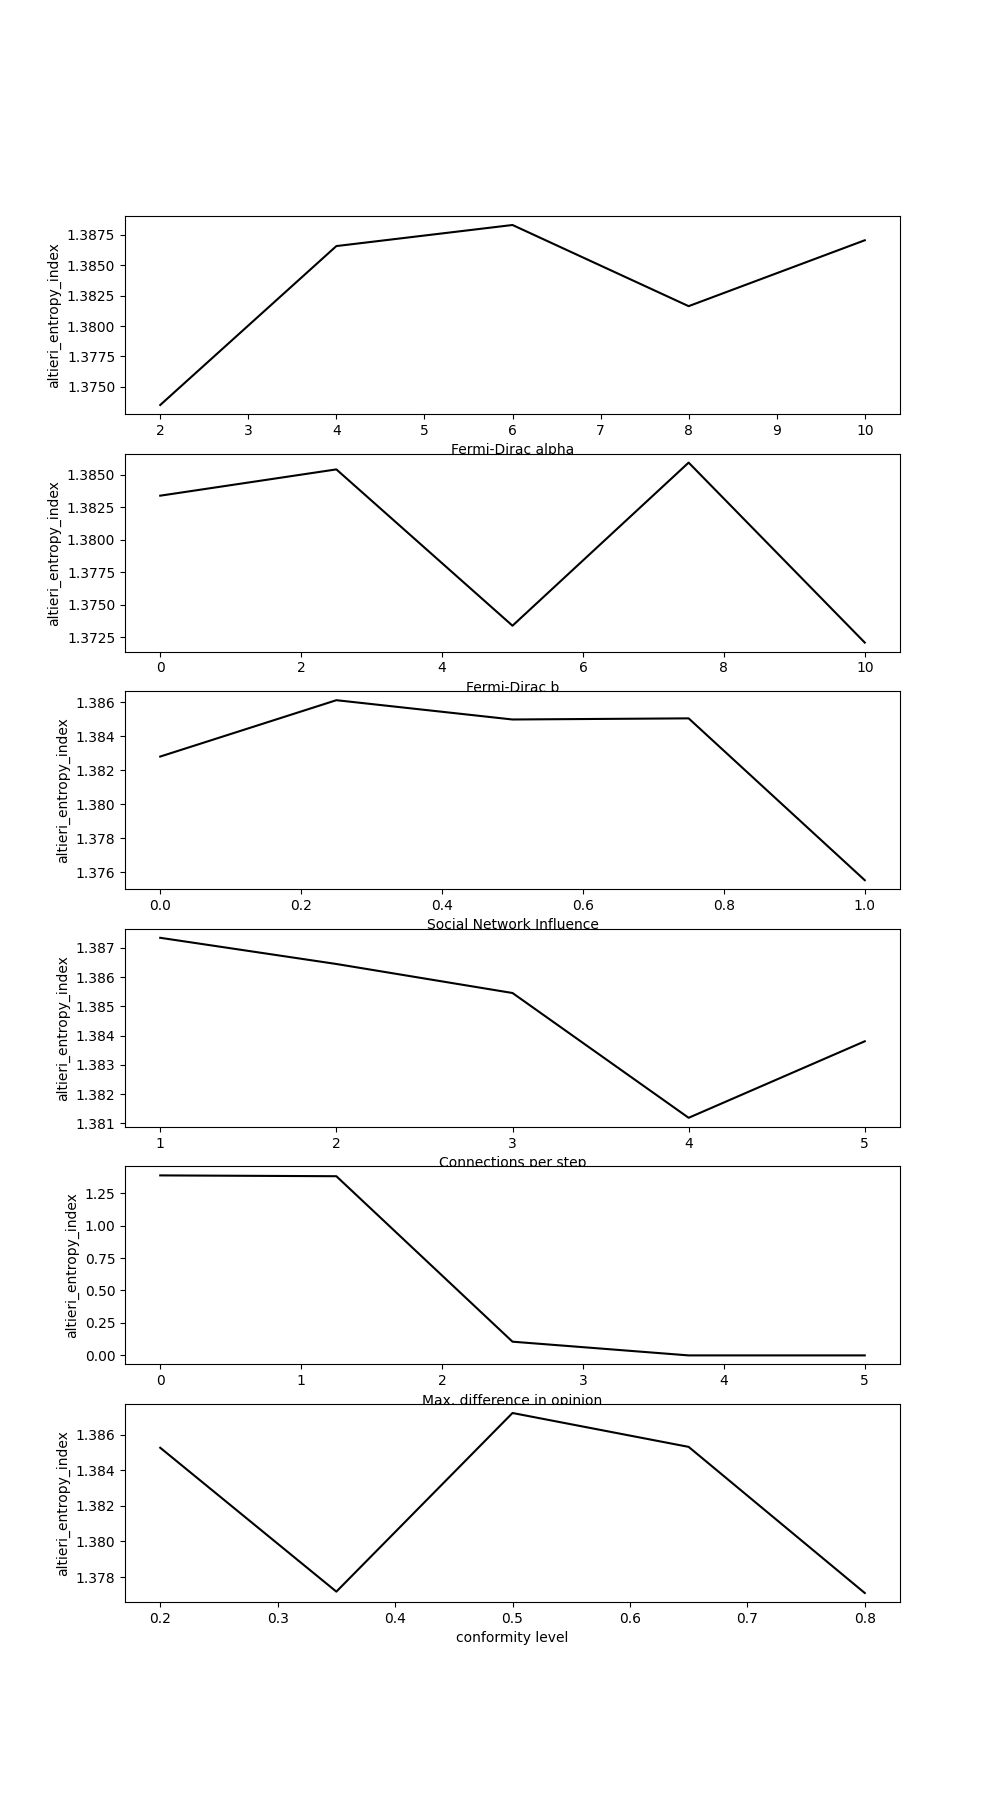 altieri_entropy_index
1.3875
1.3850
1.3825
1.3800
1.3775
1.3750
2 3 4 5 6 7 8 9 10
Fermi-Dirac alpha
altieri_entropy_index
1.3850
1.3825
1.3800
1.3775
1.3750
1.3725
0 2 4 6 8 10
Fermi-Dirac b
altieri_entropy_index
1.386
1.384
1.382
1.380
1.378
1.376
0.0 0.2 0.4 0.6 0.8 1.0
Social Network Influence
altieri_entropy_index
1.387
1.386
1.385
1.384
1.383
1.382
1.381
1 2 3 4 5
Connections per step
altieri_entropy_index
1.25
1.00
0.75
0.50
0.25
0.00
0 1 2 3 4 5
Max. difference in opinion
altieri_entropy_index
1.386
1.384
1.382
1.380
1.378
0.2 0.3 0.4 0.5 0.6 0.7 0.8
conformity level